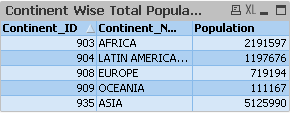 Continent Wise Total Popula... XL
Continent_ID Continent_N... Population
903 AFRICA 2191597
904 LATIN AMERICA... 1197676
908 EUROPE 719194
909 OCEANIA 111167
935 ASIA 5125990